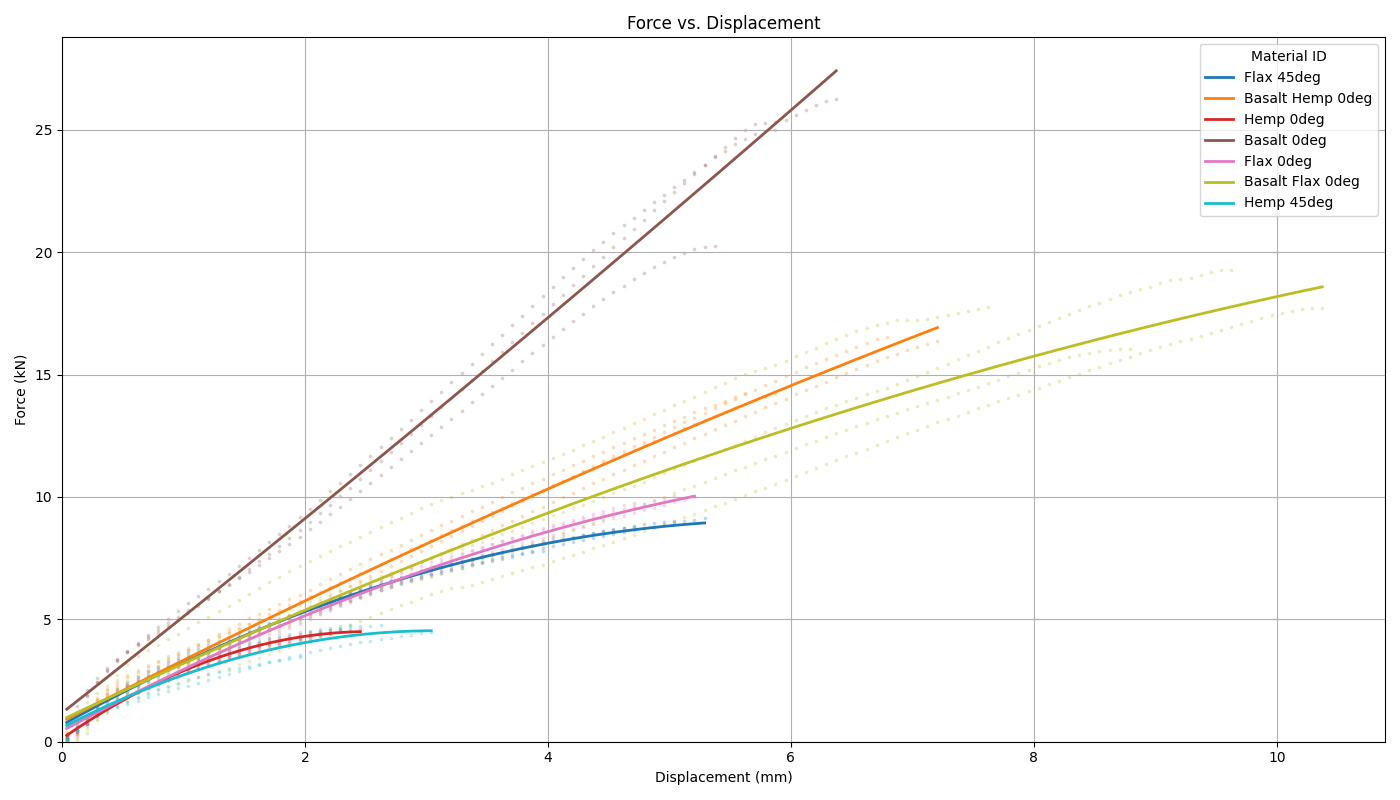 Force vs. Displacement
Material ID
Flax 45deg
Basalt Hemp 0deg
Hemp 0deg
Basalt 0deg
Flax 0deg
Basalt Flax 0deg
Hemp 45deg
Force (kN)
25
20
15
10
5
0
0 2 4 6 8 10
Displacement (mm)